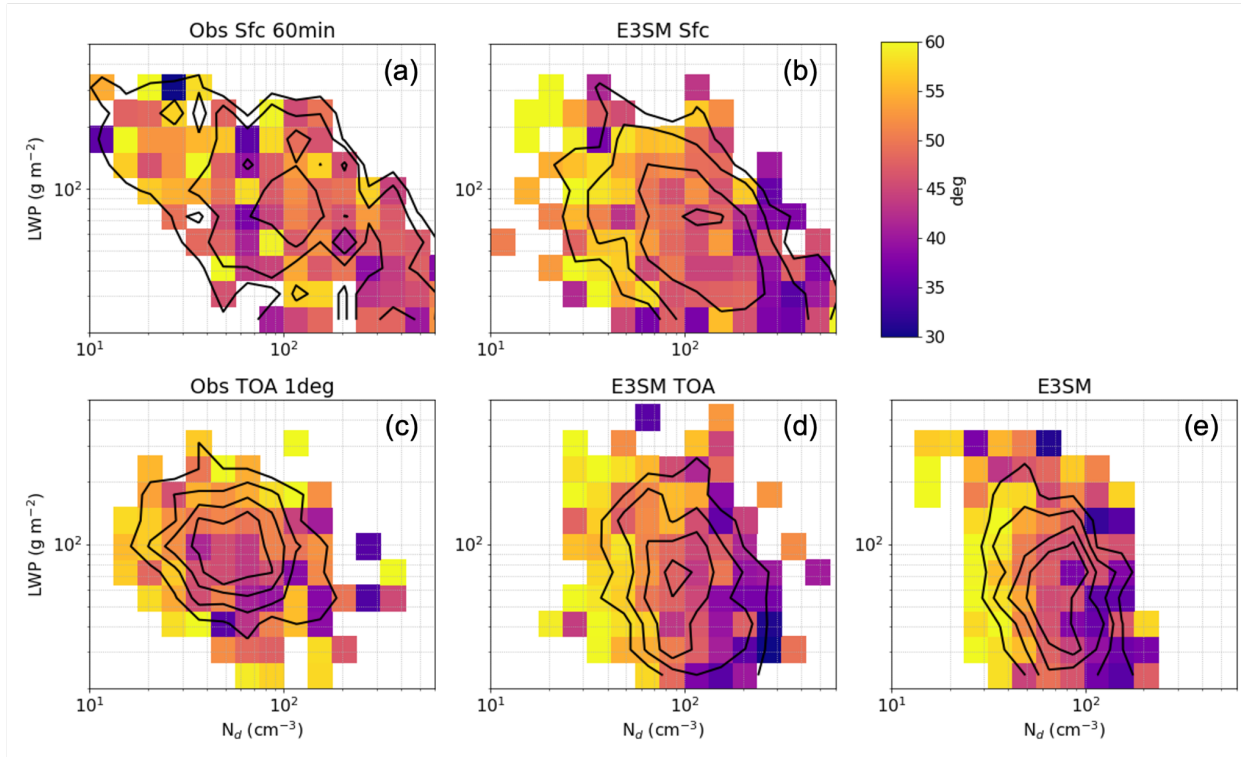 Obs Sfc 60min
E3SM Sfc
(a)
(b)
LWP (g m⁻²)
10²
10²
10¹
10²
10¹
10²
60
55
50
45
40
35
30
deg
Obs TOA 1deg
E3SM TOA
E3SM
(c)
(d)
(e)
LWP (g m⁻²)
10²
10²
10²
10¹
10²
10¹
10²
10¹
10²
N_d (cm⁻³)
N_d (cm⁻³)
N_d (cm⁻³)